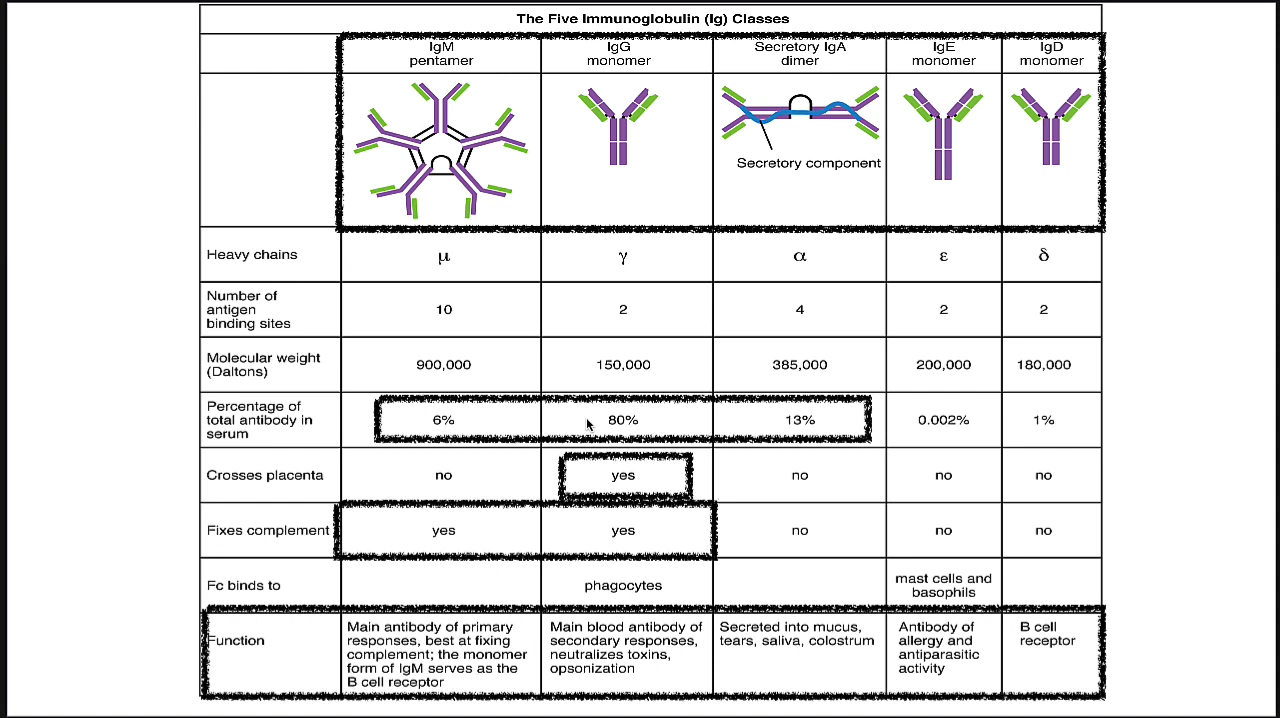 The Five Immunoglobulin (Ig) Classes
IgM
pentamer
IgG
monomer
Secretory IgA
dimer
IgE
monomer
IgD
monomer
Secretory component
Heavy chains
μ
γ
α
ε
δ
Number of
antigen
binding sites
10
2
4
2
2
Molecular weight
(Daltons)
900,000
150,000
385,000
200,000
180,000
Percentage of
total antibody in
serum
6%
80%
13%
0.002%
1%
Crosses placenta
no
yes
no
no
no
Fixes complement
yes
yes
no
no
no
Fc binds to
phagocytes
mast cells and
basophils
Function
Main antibody of primary
responses, best at fixing
complement; the monomer
form of IgM serves as the
B cell receptor
Main blood antibody of
secondary responses,
neutralizes toxins,
opsonization
Secreted into mucus,
tears, saliva, colostrum
Antibody of
allergy and
antiparasitic
activity
B cell
receptor